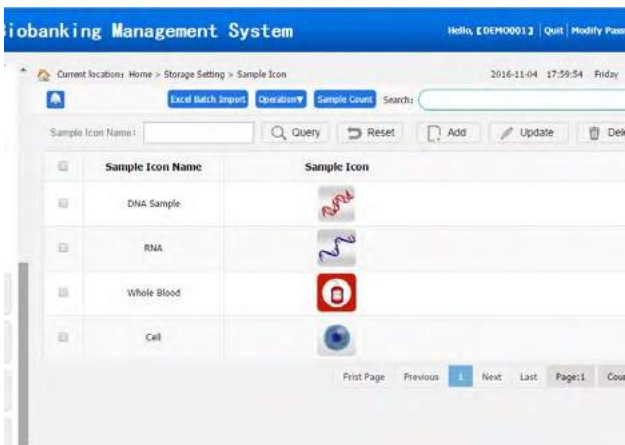 iobanking Management System Hello, [DEMO001] Quit Modify Pass
Current location: Home > Storage Setting > Sample Icon 2016-11-04 17:59:54 Friday
Excel Batch Import Operation▼ Sample Count Search:
Sample Icon Name: Query Reset Add Update Dele
Sample Icon Name Sample Icon
DNA Sample
RNA
Whole Blood
Cell
Frist Page Previous 1 Next Last Page:1 Cou